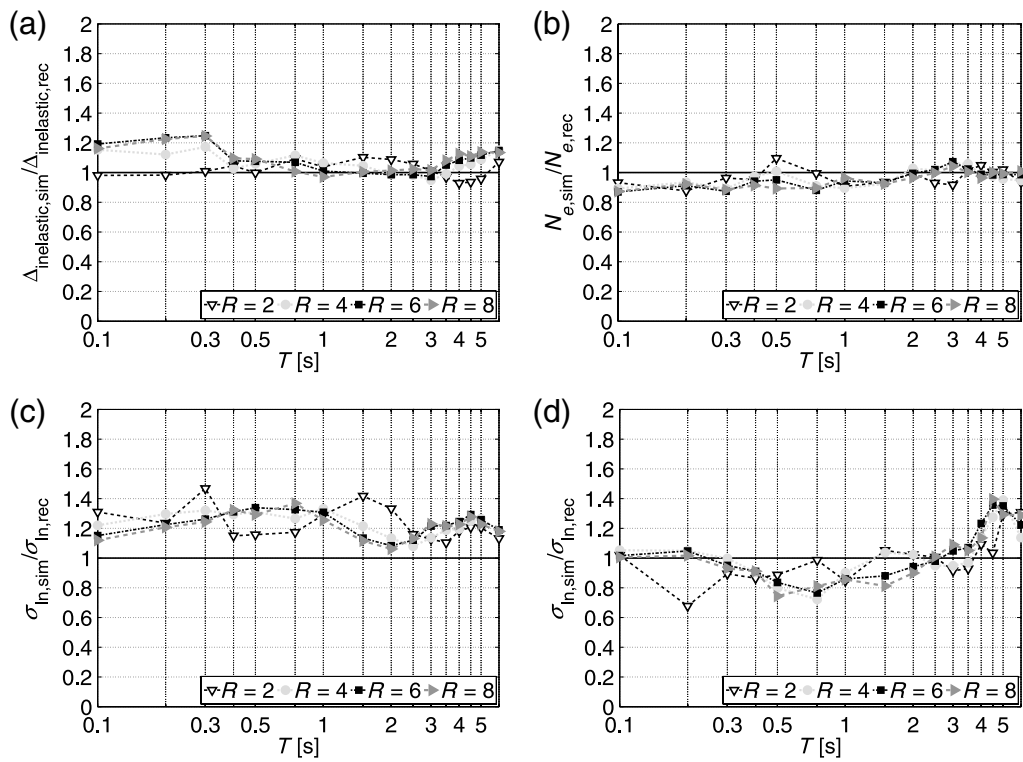 (a)
2
1.8
1.6
1.4
1.2
1
0.8
0.6
0.4
0.2
0
Δinelastic,sim/Δinelastic,rec
R = 2 R = 4 R = 6 R = 8
0.1 0.3 0.5 1 2 3 4 5
T [s]
(b)
2
1.8
1.6
1.4
1.2
1
0.8
0.6
0.4
0.2
0
Ne,sim/Ne,rec
R = 2 R = 4 R = 6 R = 8
0.1 0.3 0.5 1 2 3 4 5
T [s]
(c)
2
1.8
1.6
1.4
1.2
1
0.8
0.6
0.4
0.2
0
σln,sim/σln,rec
R = 2 R = 4 R = 6 R = 8
0.1 0.3 0.5 1 2 3 4 5
T [s]
(d)
2
1.8
1.6
1.4
1.2
1
0.8
0.6
0.4
0.2
0
σln,sim/σln,rec
R = 2 R = 4 R = 6 R = 8
0.1 0.3 0.5 1 2 3 4 5
T [s]